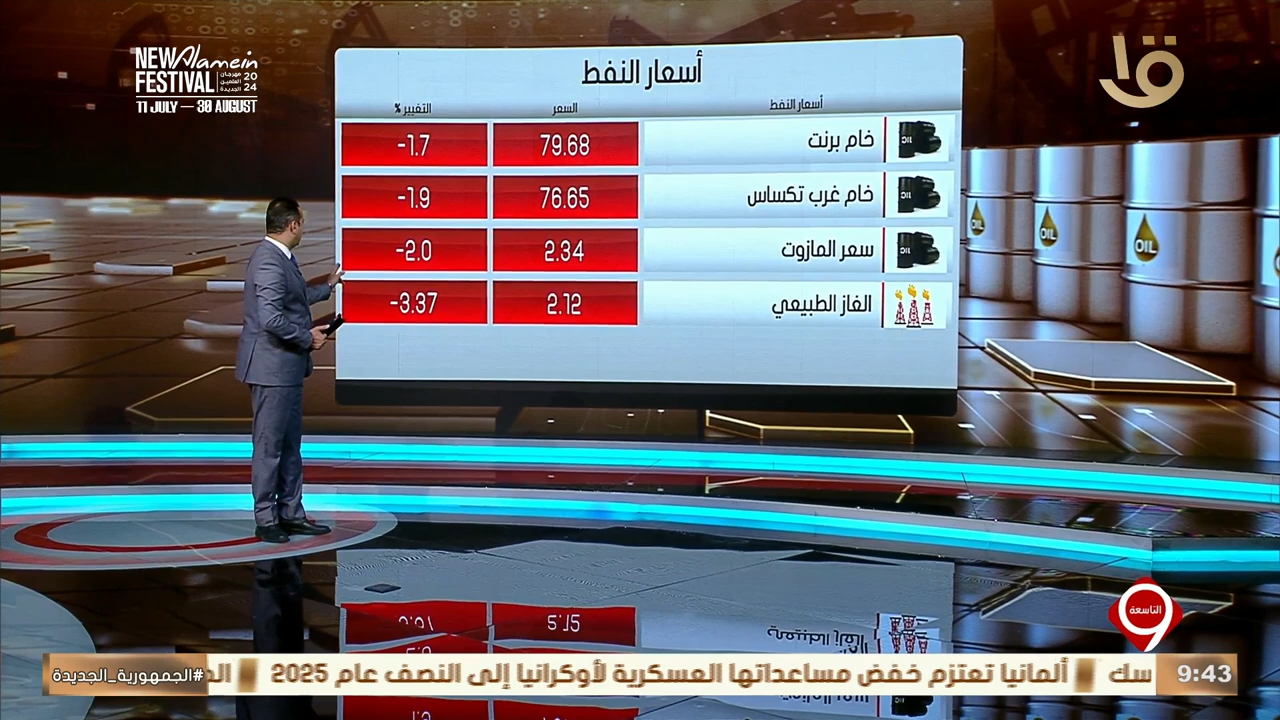 NEW Alamein
FESTIVAL
مهرجان
العلمين
الجديدة
20
24
11 JULY — 30 AUGUST
أسعار النفط
أسعار النفط السعر التغيير %
خام برنت 79.68 -1.7
خام غرب تكساس 76.65 -1.9
سعر المازوت 2.34 -2.0
الغاز الطبيعي 2.12 -3.37
OIL
OIL
OIL
التاسعة
9
9:43 سك ألمانيا تعتزم خفض مساعداتها العسكرية لأوكرانيا إلى النصف عام 2025 #الجمهورية_الجديدة